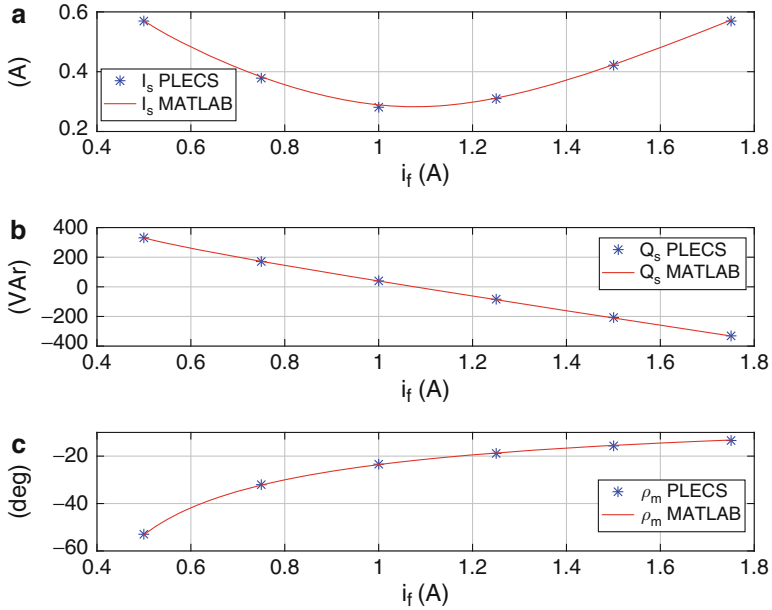 a
0.6
0.4
0.2
(A)
I_s PLECS
I_s MATLAB
0.4 0.6 0.8 1 1.2 1.4 1.6 1.8
i_f (A)
b
400
200
0
−200
−400
(VAr)
Q_s PLECS
Q_s MATLAB
0.4 0.6 0.8 1 1.2 1.4 1.6 1.8
i_f (A)
c
−20
−40
−60
(deg)
ρ_m PLECS
ρ_m MATLAB
0.4 0.6 0.8 1 1.2 1.4 1.6 1.8
i_f (A)